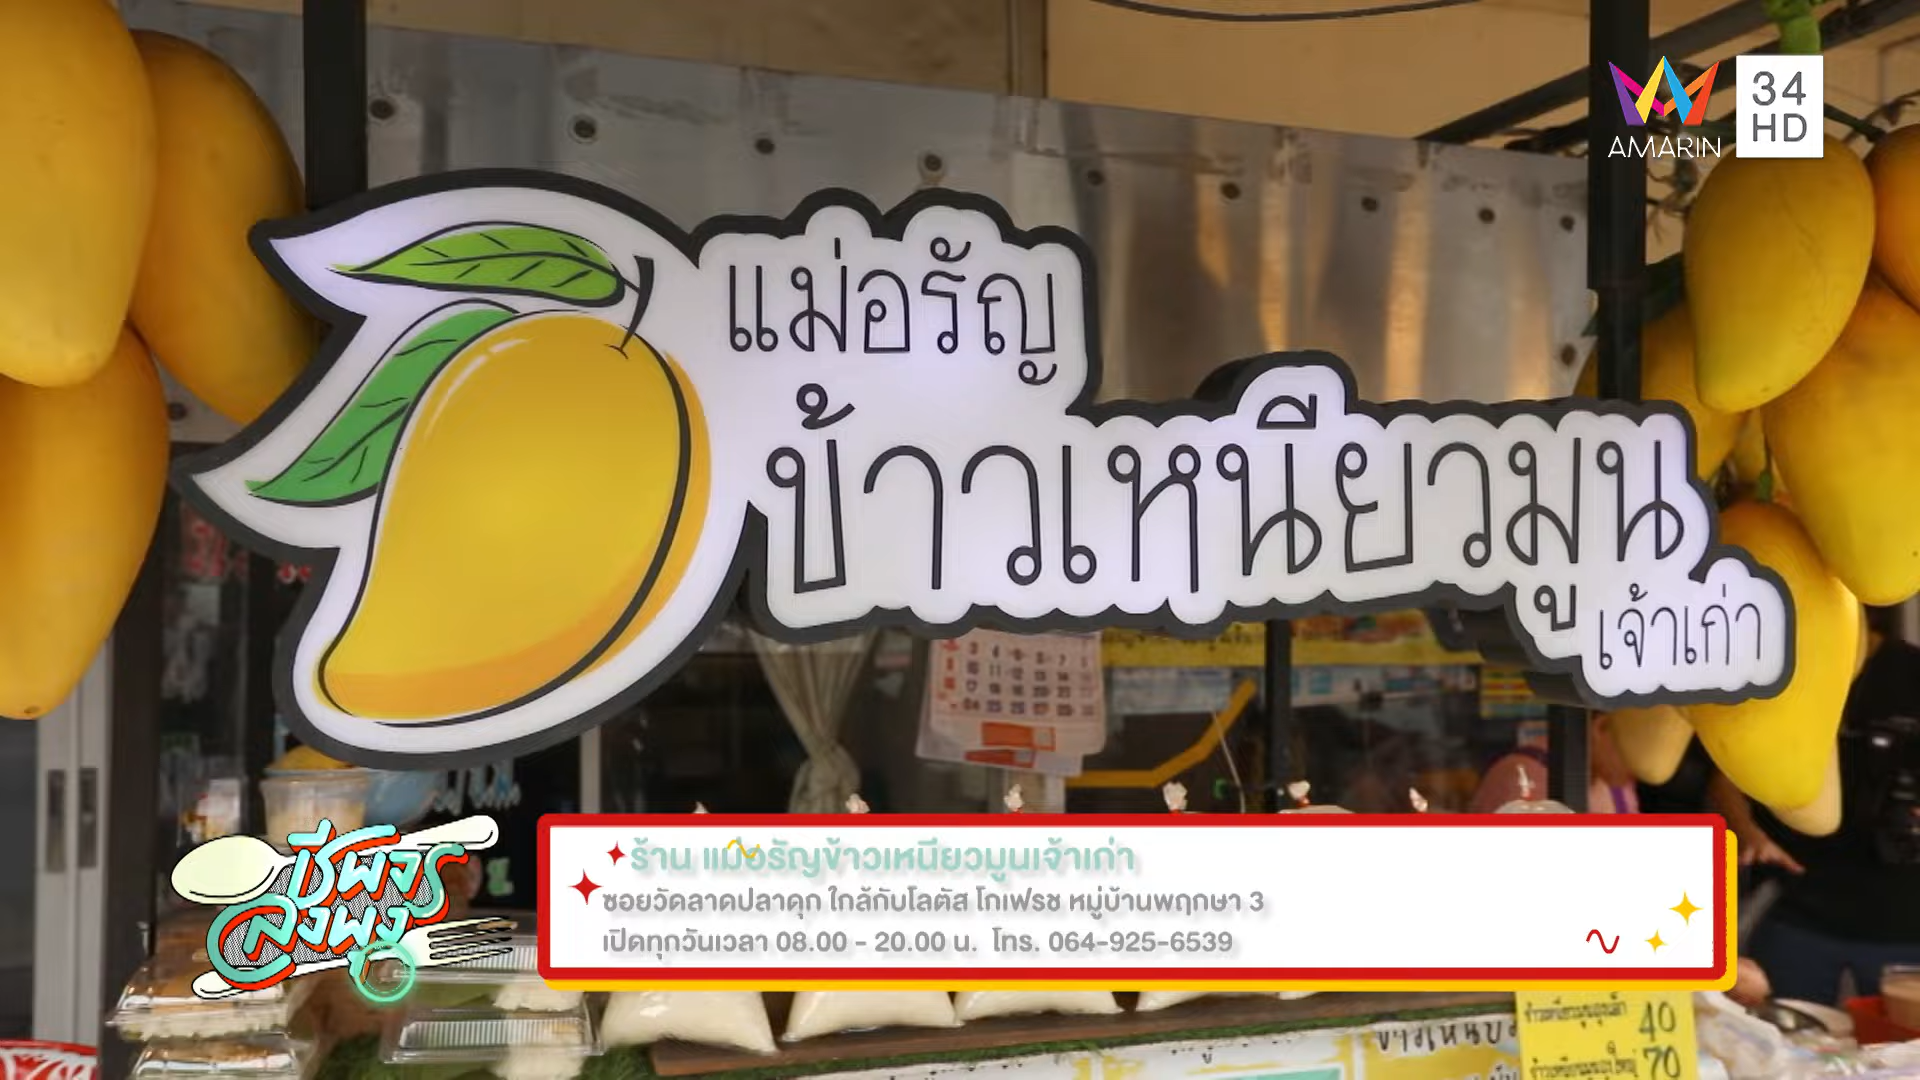 AMARIN
34
HD
แม่อรัญ
ข้าวเหนียวมูน
เจ้าเก่า
ชีพจร
ลงพุง
ร้าน แม่อรัญข้าวเหนียวมูนเจ้าเก่า
ซอยวัดลาดปลาดุก ใกล้กับโลตัส โกเฟรช หมู่บ้านพฤกษา 3
เปิดทุกวันเวลา 08.00 - 20.00 น. โทร. 064-925-6539
40
70